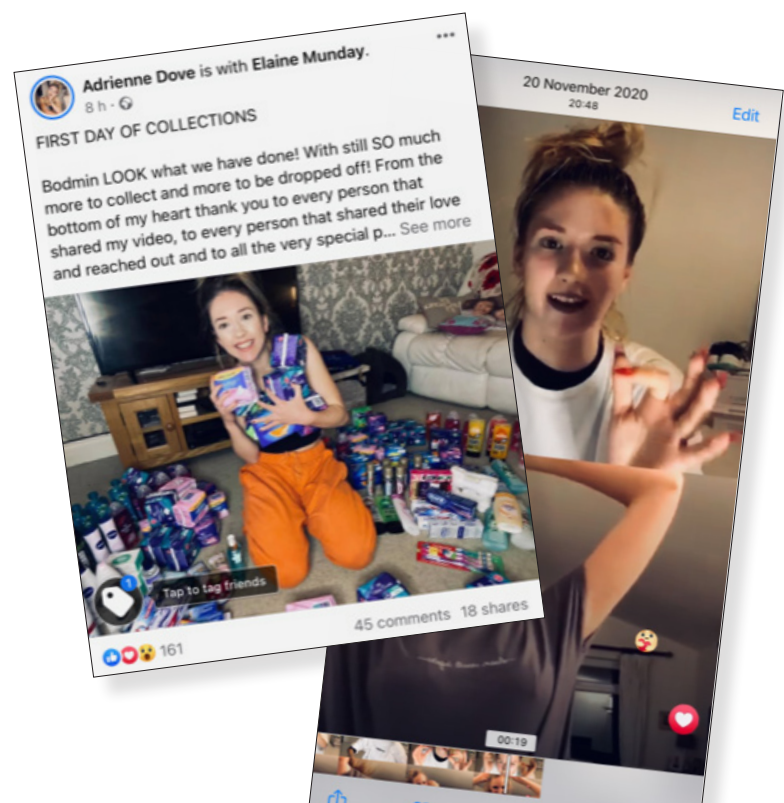 Adrienne Dove is with Elaine Munday.
8 h ·
FIRST DAY OF COLLECTIONS
Bodmin LOOK what we have done! With still SO much
more to collect and more to be dropped off! From the
bottom of my heart thank you to every person that
shared my video, to every person that shared their love
and reached out and to all the very special p... See more
1
Tap to tag friends
161
45 comments 18 shares
20 November 2020
20:48
Edit
00:19